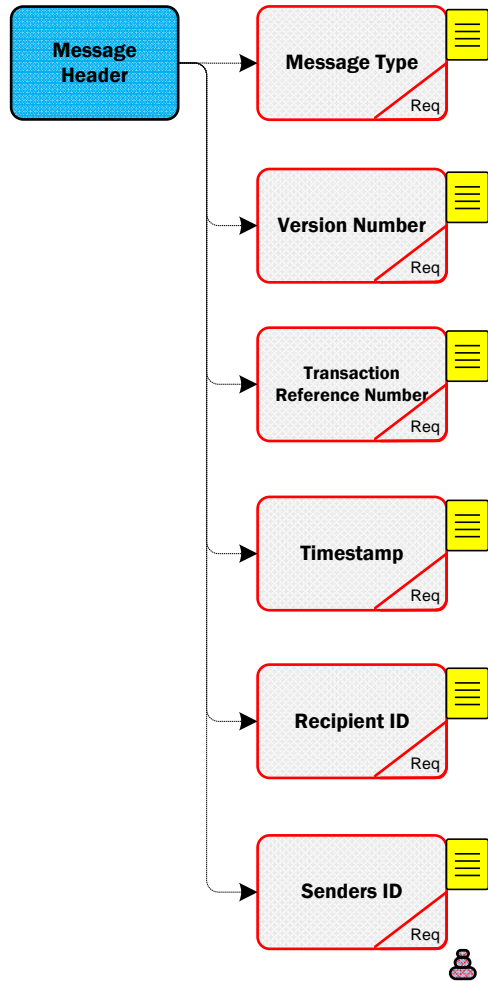 Message
Header
Message Type
Req
Version Number
Req
Transaction
Reference Number
Req
Timestamp
Req
Recipient ID
Req
Senders ID
Req